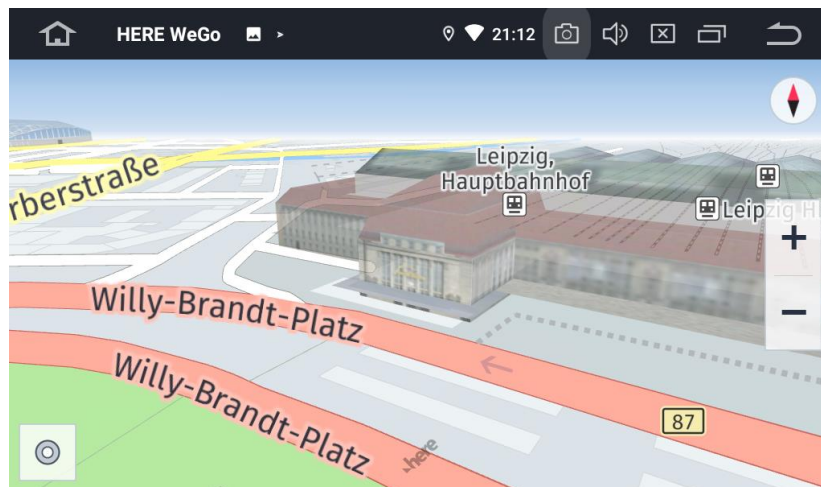 HERE WeGo
21:12
Leipzig,
Hauptbahnhof
rberstraße
Leipzig H
+
Willy-Brandt-Platz
−
Willy-Brandt-Platz
87
here